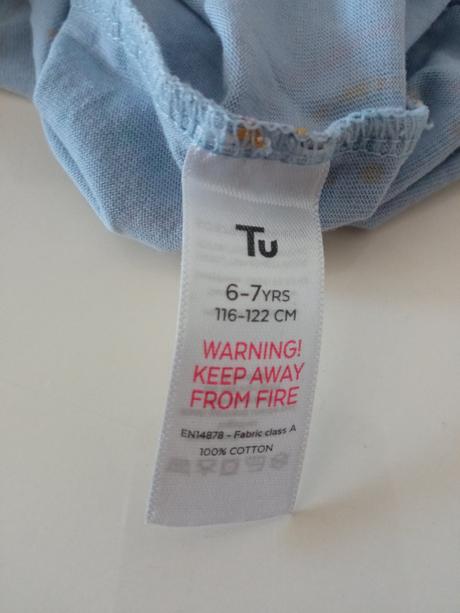 Tu
6-7YRS
116-122 CM
WARNING!
KEEP AWAY
FROM FIRE
EN14878 - Fabric class A
100% COTTON